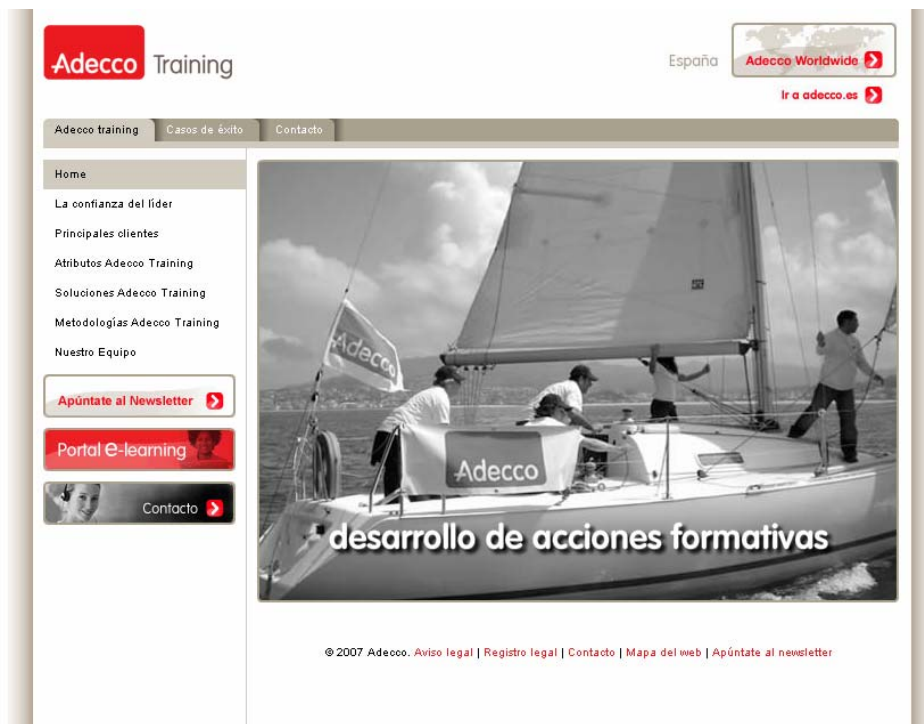 Adecco Training
España
Adecco Worldwide
Ir a adecco.es
Adecco training
Casos de éxito
Contacto
Home
La confianza del líder
Principales clientes
Atributos Adecco Training
Soluciones Adecco Training
Metodologías Adecco Training
Nuestro Equipo
Apúntate al Newsletter
Portal e-learning
Contacto
Adecco
Adecco
desarrollo de acciones formativas
© 2007 Adecco. Aviso legal | Registro legal | Contacto | Mapa del web | Apúntate al newsletter